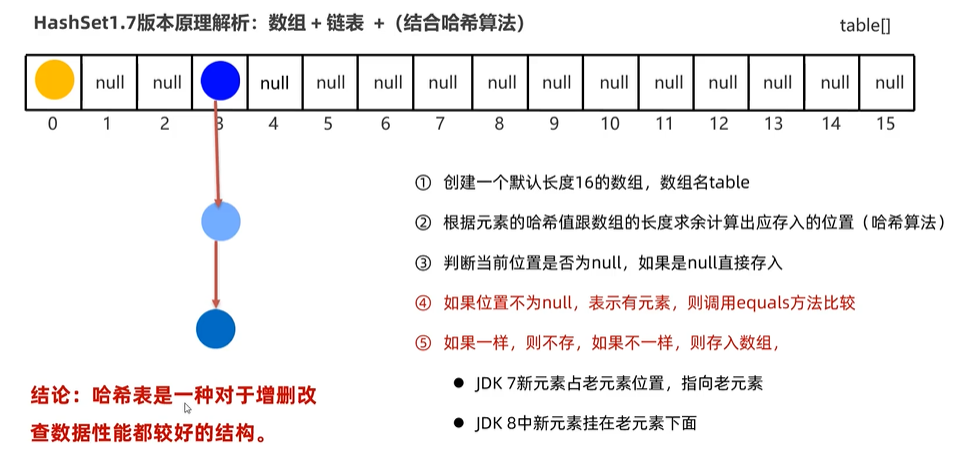 HashSet1.7版本原理解析：数组 + 链表 +（结合哈希算法）
table[]
null null null null null null null null null null null null null null
0 1 2 3 4 5 6 7 8 9 10 11 12 13 14 15
① 创建一个默认长度16的数组，数组名table
② 根据元素的哈希值跟数组的长度求余计算出应存入的位置（哈希算法）
③ 判断当前位置是否为null，如果是null直接存入
④ 如果位置不为null，表示有元素，则调用equals方法比较
⑤ 如果一样，则不存，如果不一样，则存入数组，
● JDK 7新元素占老元素位置，指向老元素
● JDK 8中新元素挂在老元素下面
结论：哈希表是一种对于增删改
查数据性能都较好的结构。